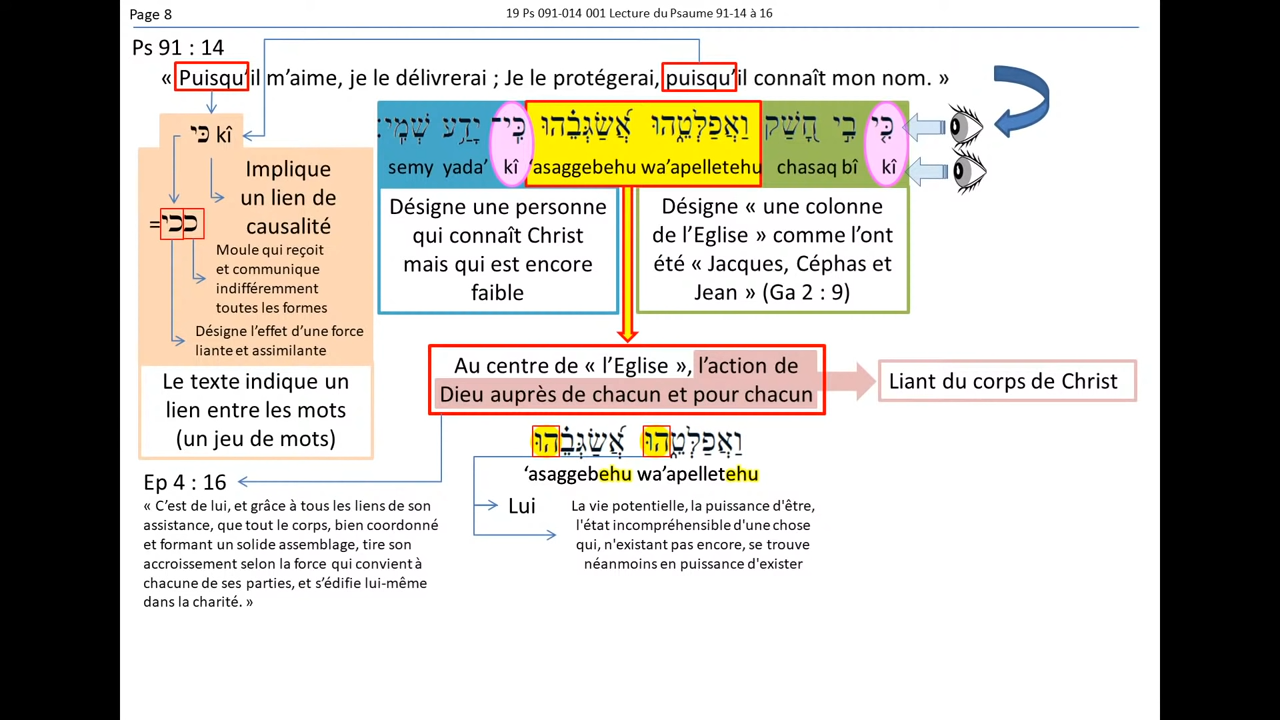 Page 8
19 Ps 091-014 001 Lecture du Psaume 91-14 à 16
Ps 91 : 14
« Puisqu’il m’aime, je le délivrerai ; Je le protégerai, puisqu’il connaît mon nom. »
כִּ֤י בִ֣י חָ֭שַׁק וַאֲפַלְּטֵ֑הוּ אֲ֝שַׂגְּבֵ֗הוּ כִּֽי־ יָדַ֥ע שְׁמִֽי׃
semy yada’ kî ‘asaggebehu wa’apelletehu chasaq bî kî
כִּי kî
Implique
un lien de
causalité
=ככי
Moule qui reçoit
et communique
indifféremment
toutes les formes
Désigne l’effet d’une force
liante et assimilante
Le texte indique un
lien entre les mots
(un jeu de mots)
Désigne une personne
qui connaît Christ
mais qui est encore
faible
Désigne « une colonne
de l’Eglise » comme l’ont
été « Jacques, Céphas et
Jean » (Ga 2 : 9)
Au centre de « l’Eglise », l’action de
Dieu auprès de chacun et pour chacun
Liant du corps de Christ
וַאֲפַלְּטֵ֑הוּ אֲ֝שַׂגְּבֵ֗הוּ
‘asaggebehu wa’apelletehu
Lui
La vie potentielle, la puissance d'être,
l'état incompréhensible d'une chose
qui, n'existant pas encore, se trouve
néanmoins en puissance d'exister
Ep 4 : 16
« C’est de lui, et grâce à tous les liens de son
assistance, que tout le corps, bien coordonné
et formant un solide assemblage, tire son
accroissement selon la force qui convient à
chacune de ses parties, et s’édifie lui-même
dans la charité. »